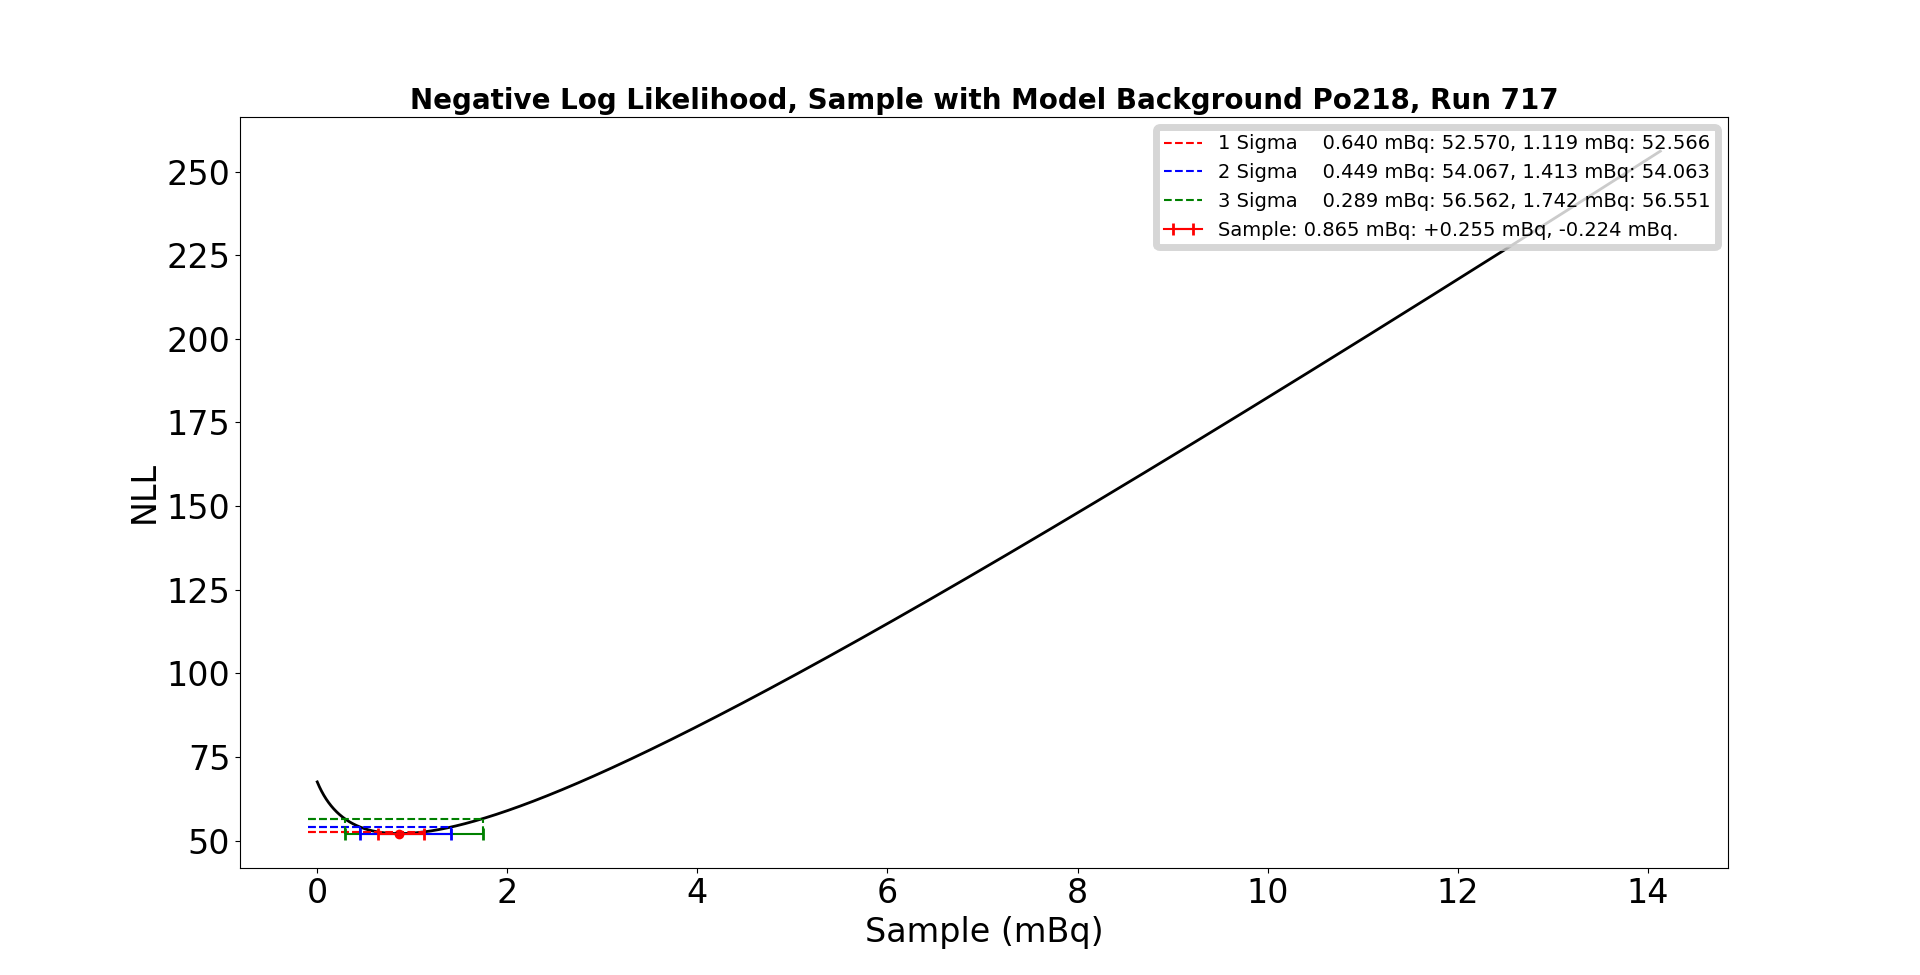 Negative Log Likelihood, Sample with Model Background Po218, Run 717
1 Sigma    0.640 mBq: 52.570, 1.119 mBq: 52.566
2 Sigma    0.449 mBq: 54.067, 1.413 mBq: 54.063
3 Sigma    0.289 mBq: 56.562, 1.742 mBq: 56.551
Sample: 0.865 mBq: +0.255 mBq, -0.224 mBq.
NLL
250
225
200
175
150
125
100
75
50
0 2 4 6 8 10 12 14
Sample (mBq)